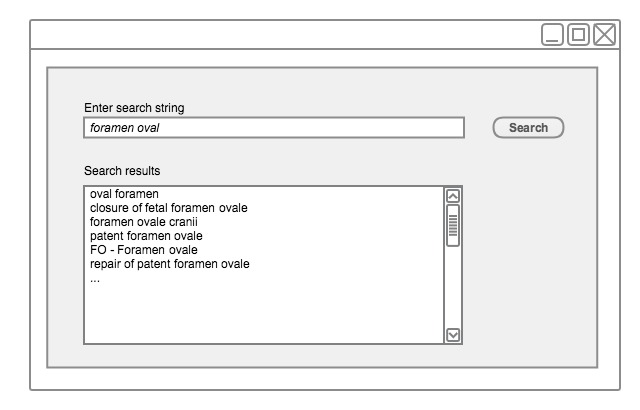 Enter search string
foramen oval
Search
Search results
oval foramen
closure of fetal foramen ovale
foramen ovale cranii
patent foramen ovale
FO - Foramen ovale
repair of patent foramen ovale
...